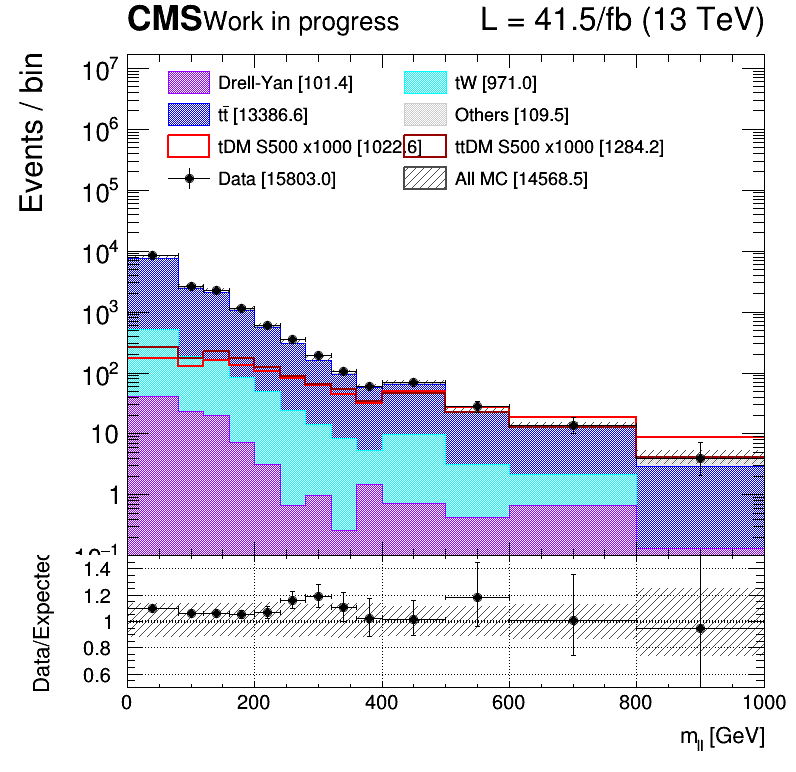 CMS Work in progress L = 41.5/fb (13 TeV)
Events / bin
Drell-Yan [101.4] tW [971.0]
tt̄ [13386.6] Others [109.5]
tDM S500 x1000 [1022.6] ttDM S500 x1000 [1284.2]
Data [15803.0] All MC [14568.5]
10⁷
10⁶
10⁵
10⁴
10³
10²
10
1
10⁻¹
Data/Expected
1.4
1.2
1
0.8
0.6
0 200 400 600 800 1000
m_ll [GeV]